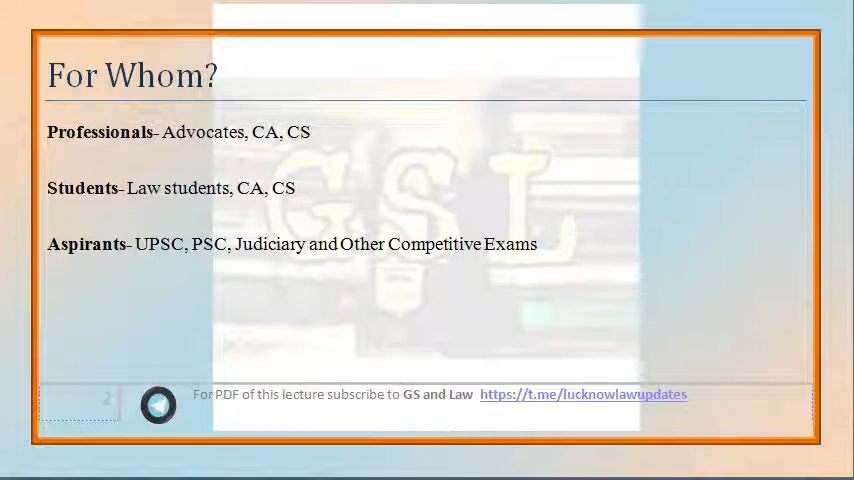 For Whom?
Professionals- Advocates, CA, CS
Students- Law students, CA, CS
Aspirants- UPSC, PSC, Judiciary and Other Competitive Exams
GSL
2
For PDF of this lecture subscribe to GS and Law https://t.me/lucknowlawupdates